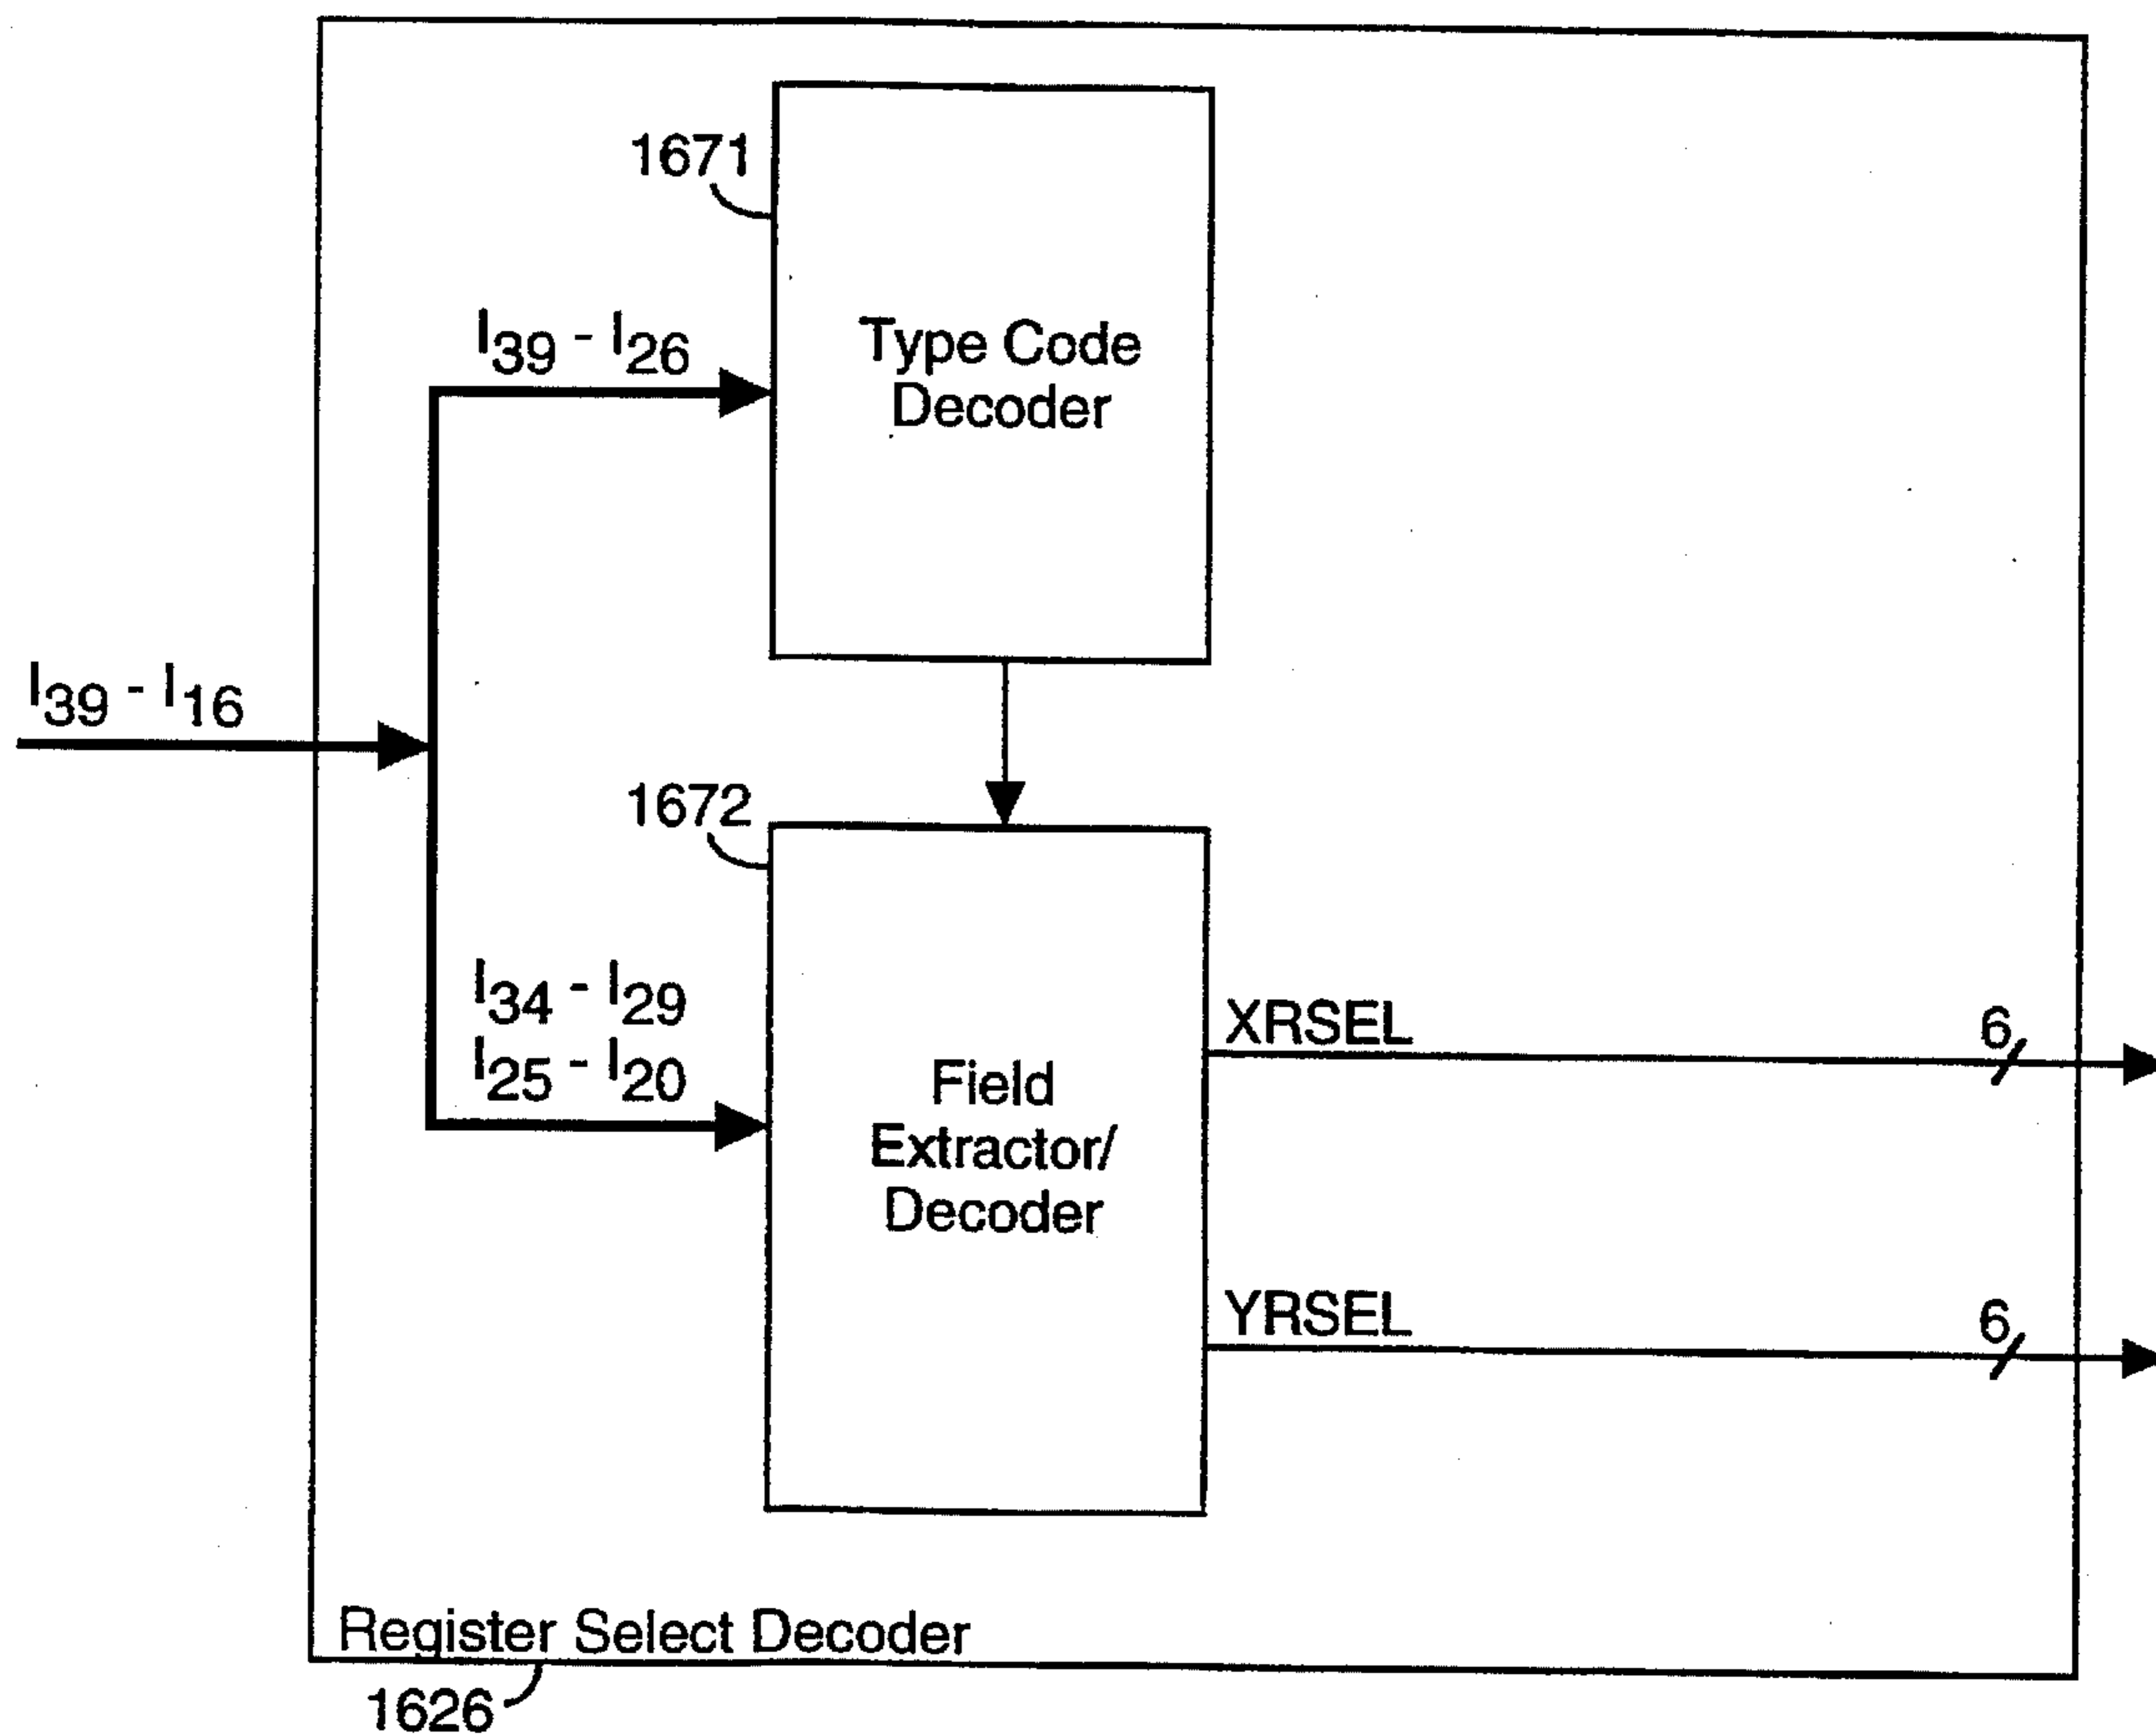 1671
I39 - I26
Type Code
Decoder
I39 - I16
1672
I34 - I29
I25 - I20
Field
Extractor/
Decoder
XRSEL
6
YRSEL
6
Register Select Decoder
1626